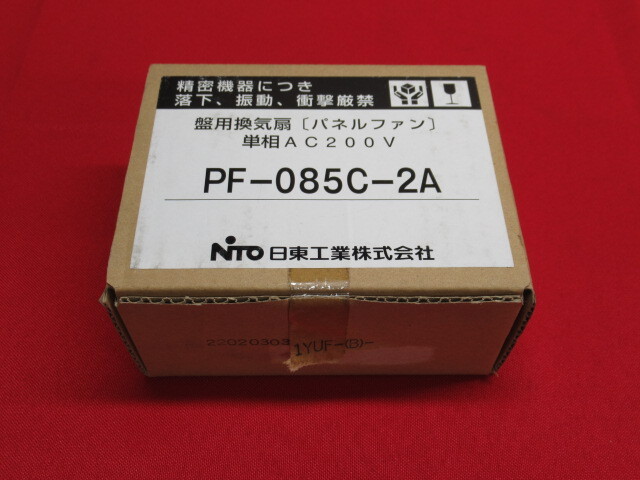 精密機器につき
落下、振動、衝撃厳禁
盤用換気扇〔パネルファン〕
単相AC200V
PF-085C-2A
NITO 日東工業株式会社
22020303
1YUF-(B)-